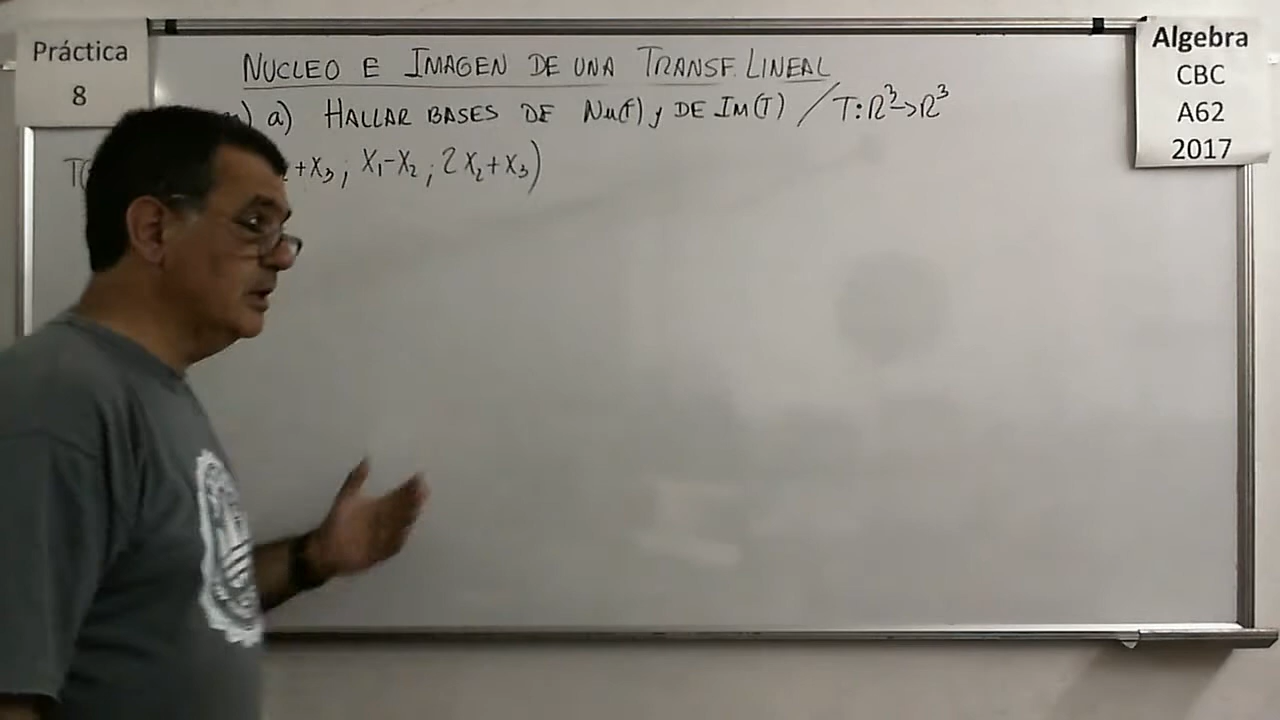 Práctica
8
NUCLEO E IMAGEN DE UNA TRANSF. LINEAL
) a) HALLAR BASES DE Nu(T) y DE IM(T) / T: R³→R³
T( ₂+X₃ ; X₁-X₂ ; 2X₂+X₃)
Algebra
CBC
A62
2017